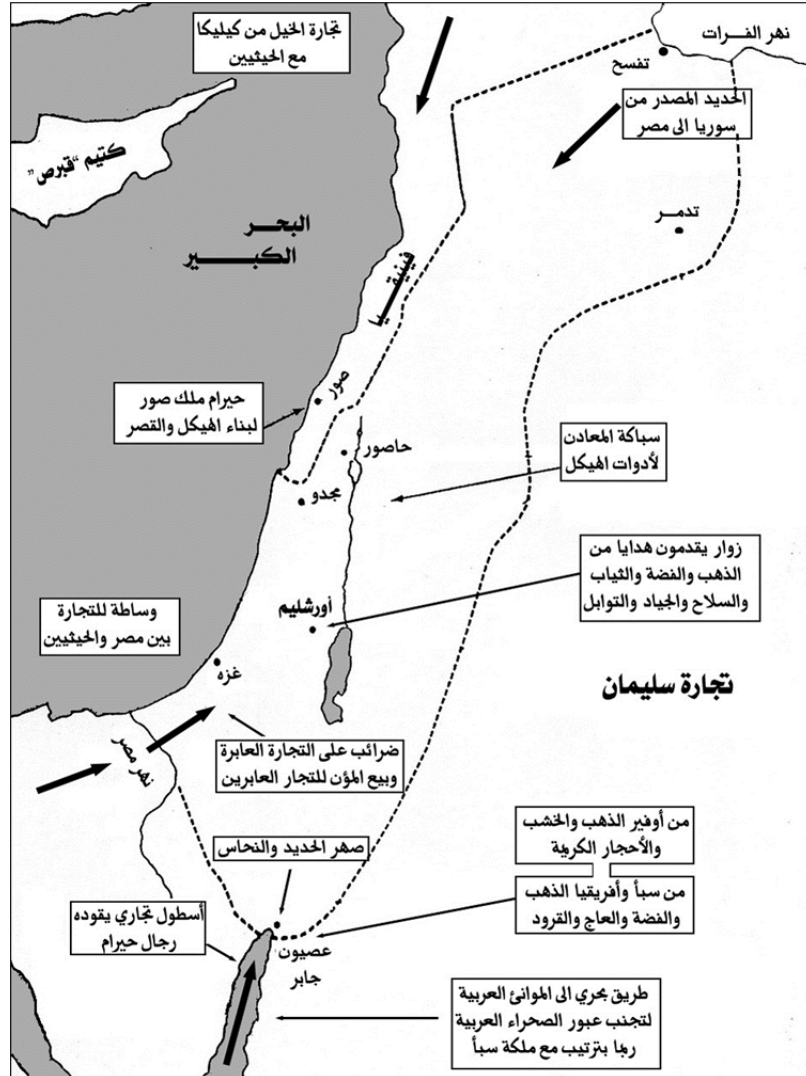 تجارة الخيل من كيليكا
مع الحيثيين
نهر الفرات
تفسح
الحديد المصدر من
سوريا الى مصر
كتيم "قبرص"
تدمر
البحر
الكبير
فينيقيا
حيرام ملك صور
لبناء الهيكل والقصر
صور
حاصور
سباكة المعادن
لأدوات الهيكل
مجدو
زوار يقدمون هدايا من
الذهب والفضة والثياب
والسلاح والجياد والتوابل
أورشليم
وساطة للتجارة
بين مصر والحيثيين
غزه
تجارة سليمان
نهر مصر
ضرائب على التجارة العابرة
وبيع المؤن للتجار العابرين
من أوفير الذهب والخشب
والأحجار الكريمة
صهر الحديد والنحاس
من سبأ وأفريقيا الذهب
والفضة والعاج والقرود
أسطول تجاري يقوده
رجال حيرام
عصيون
جابر
طريق بحري الى الموانئ العربية
لتجنب عبور الصحراء العربية
ربما بترتيب مع ملكة سبأ